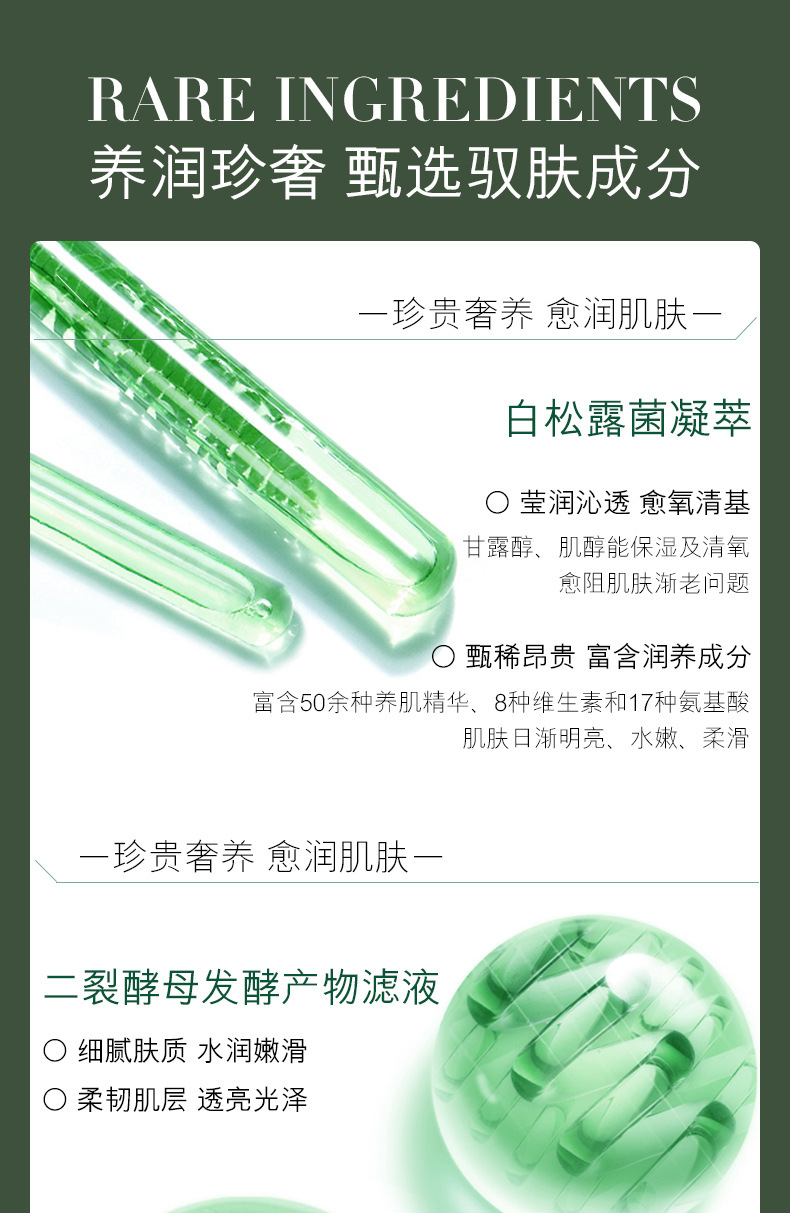 RARE INGREDIENTS
养润珍奢 甄选驭肤成分
—珍贵奢养 愈润肌肤—
白松露菌凝萃
○ 莹润沁透 愈氧清基
甘露醇、肌醇能保湿及清氧
愈阻肌肤渐老问题
○ 甄稀昂贵 富含润养成分
富含50余种养肌精华、8种维生素和17种氨基酸
肌肤日渐明亮、水嫩、柔滑
—珍贵奢养 愈润肌肤—
二裂酵母发酵产物滤液
○ 细腻肤质 水润嫩滑
○ 柔韧肌层 透亮光泽